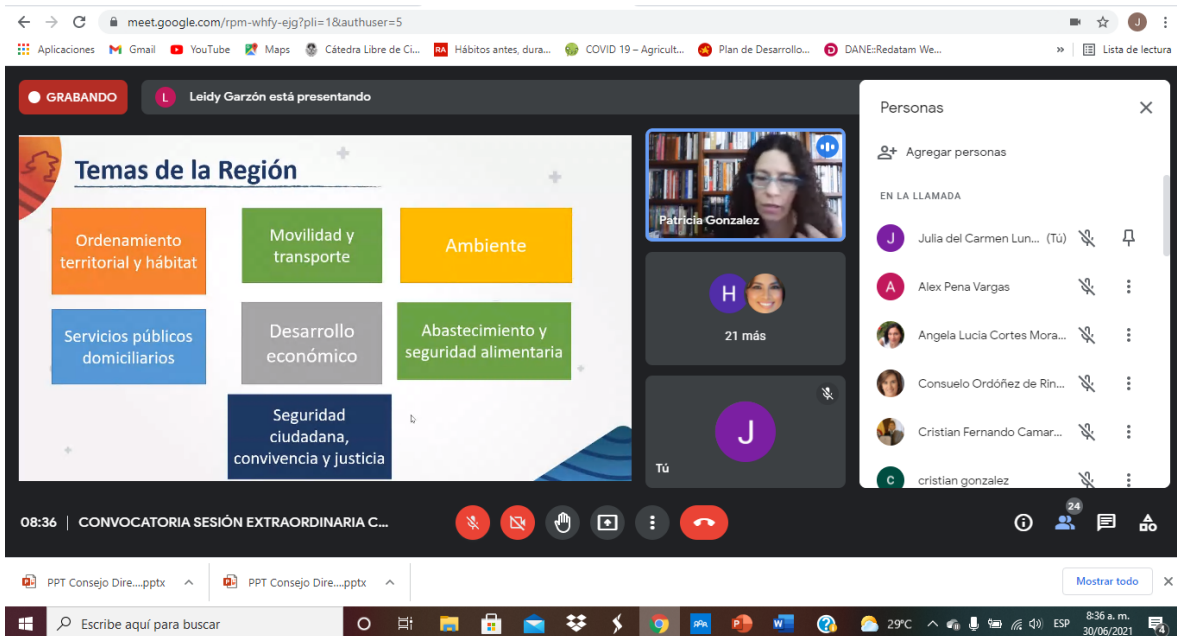 meet.google.com/rpm-whfy-ejg?pli=1&authuser=5
J
Aplicaciones
Gmail
YouTube
Maps
Cátedra Libre de Ci...
RA
Hábitos antes, dura...
COVID 19 – Agricult...
Plan de Desarrollo...
DANE::Redatam We...
»
Lista de lectura
GRABANDO
L
Leidy Garzón está presentando
Temas de la Región
Ordenamiento
territorial y hábitat
Movilidad y
transporte
Ambiente
Servicios públicos
domiciliarios
Desarrollo
económico
Abastecimiento y
seguridad alimentaria
Seguridad
ciudadana,
convivencia y justicia
Patricia Gonzalez
H
21 más
J
Tú
Personas
Agregar personas
EN LA LLAMADA
J
Julia del Carmen Lun... (Tú)
A
Alex Pena Vargas
Angela Lucía Cortes Mora...
Consuelo Ordóñez de Rin...
Cristian Fernando Camar...
c
cristian gonzalez
08:36 | CONVOCATORIA SESIÓN EXTRAORDINARIA C...
24
PPT Consejo Dire....pptx
PPT Consejo Dire....pptx
Mostrar todo
Escribe aquí para buscar
29°C
ESP
8:36 a. m.
30/06/2021